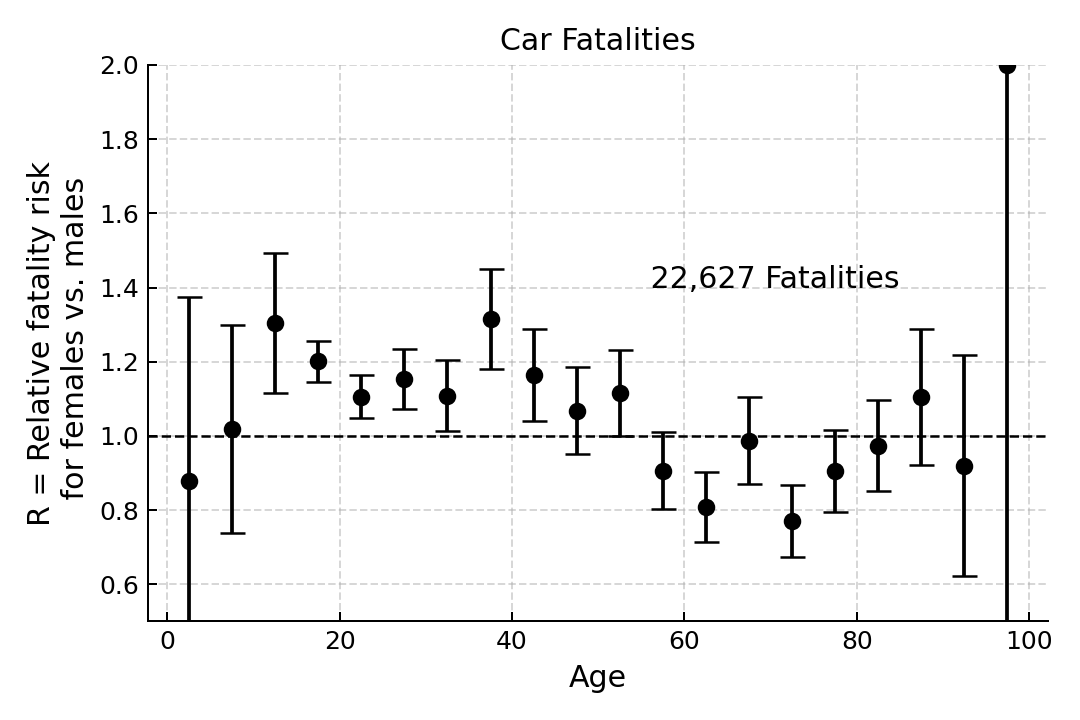 Car Fatalities
R = Relative fatality risk
for females vs. males
2.0
1.8
1.6
1.4
1.2
1.0
0.8
0.6
22,627 Fatalities
0 20 40 60 80 100
Age